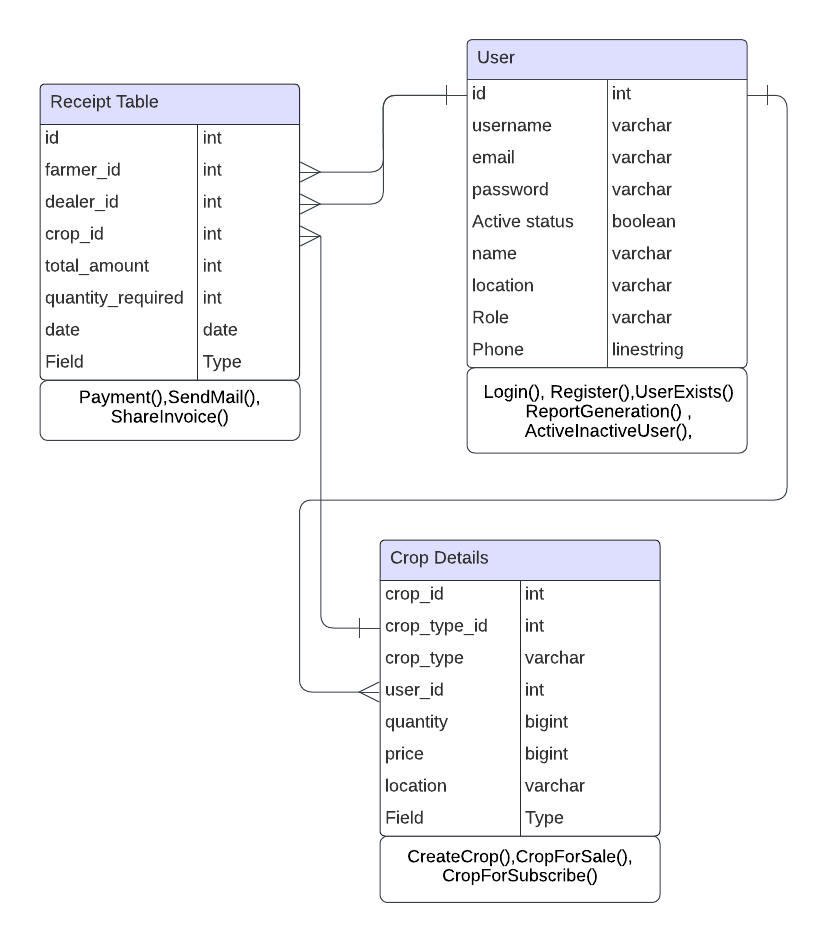 Receipt Table
id int
farmer_id int
dealer_id int
crop_id int
total_amount int
quantity_required int
date date
Field Type
Payment(),SendMail(),
ShareInvoice()
User
id int
username varchar
email varchar
password varchar
Active status boolean
name varchar
location varchar
Role varchar
Phone linestring
Login(), Register(),UserExists()
ReportGeneration() ,
ActiveInactiveUser(),
Crop Details
crop_id int
crop_type_id int
crop_type varchar
user_id int
quantity bigint
price bigint
location varchar
Field Type
CreateCrop(),CropForSale(),
CropForSubscribe()